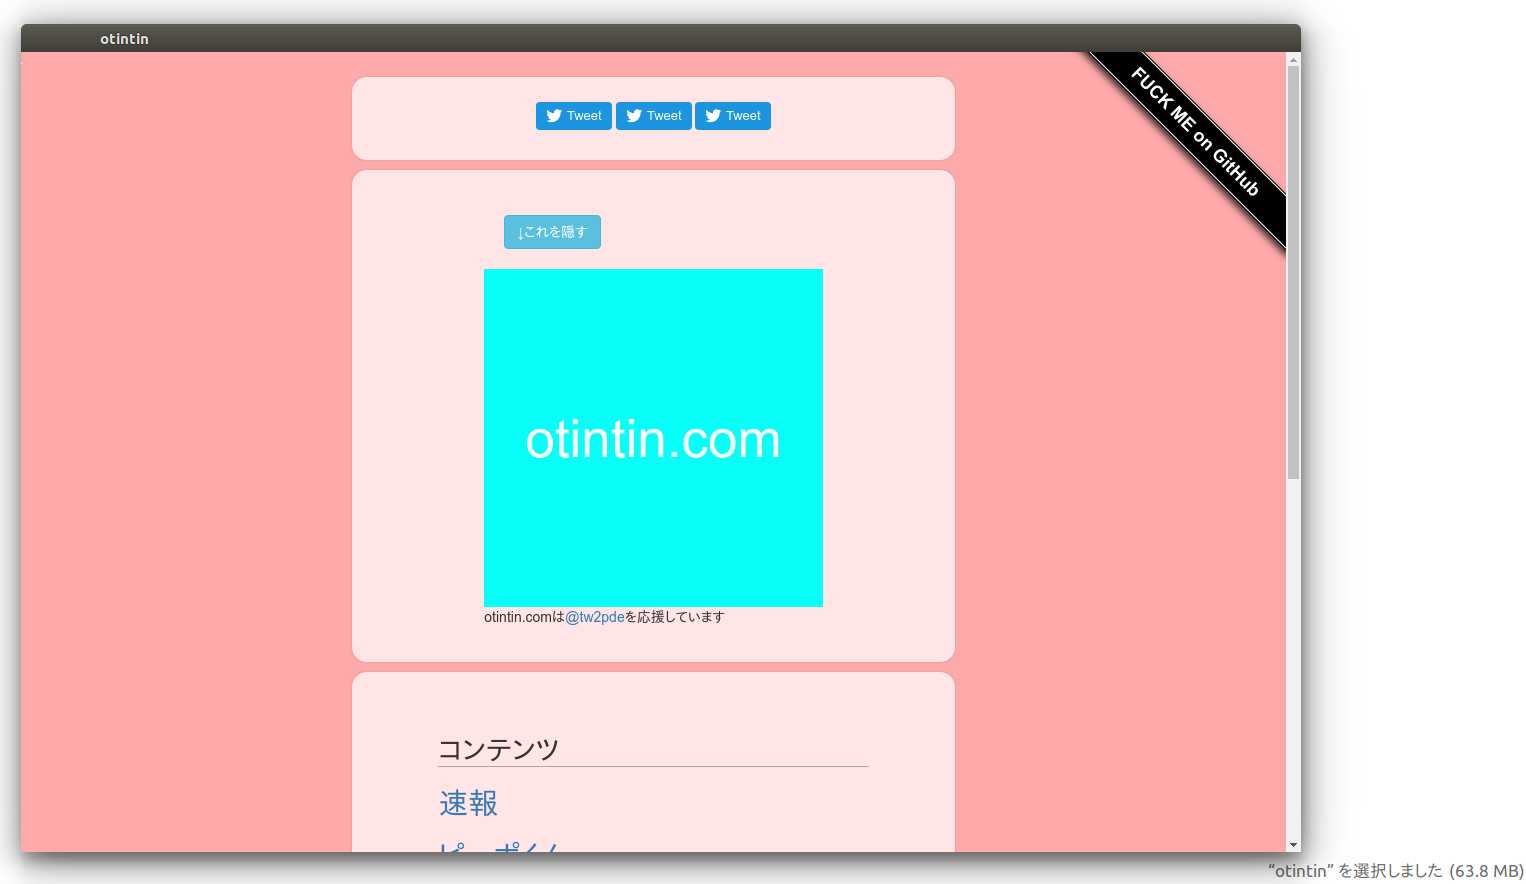 otintin
FUCK ME on GitHub
Tweet Tweet Tweet
↓これを隠す
otintin.com
otintin.comは@tw2pdeを応援しています
コンテンツ
速報
“otintin” を選択しました (63.8 MB)